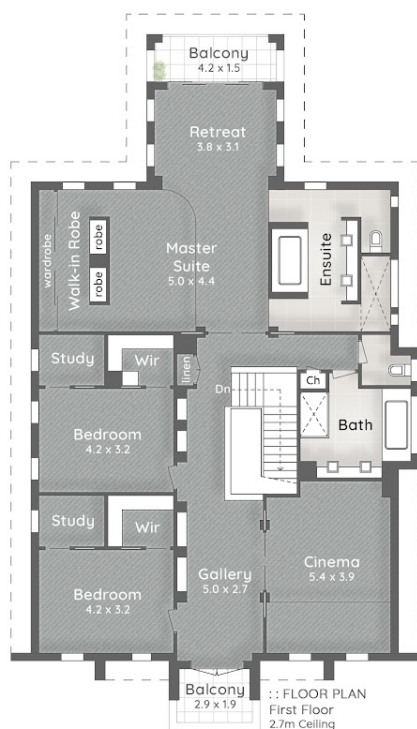 Balcony
4.2 x 1.5
Retreat
3.8 x 3.1
wardrobe
Walk-in Robe
robe
robe
Master
Suite
5.0 x 4.4
Ensuite
Study
Wir
linen
Dn
Ch
Bath
Bedroom
4.2 x 3.2
Study
Wir
Bedroom
4.2 x 3.2
Gallery
5.0 x 2.7
Cinema
5.4 x 3.9
Balcony
2.9 x 1.9
:: FLOOR PLAN
First Floor
2.7m Ceiling